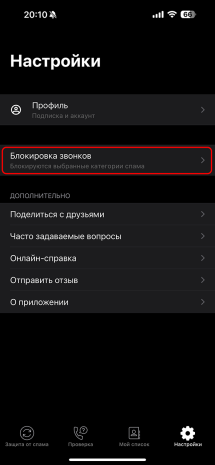 20:10
66
Настройки
Профиль
Подписка и аккаунт
Блокировка звонков
Блокируются выбранные категории спама
ДОПОЛНИТЕЛЬНО
Поделиться с друзьями
Часто задаваемые вопросы
Онлайн-справка
Отправить отзыв
О приложении
Защита от спама
Проверка
Мой список
Настройки